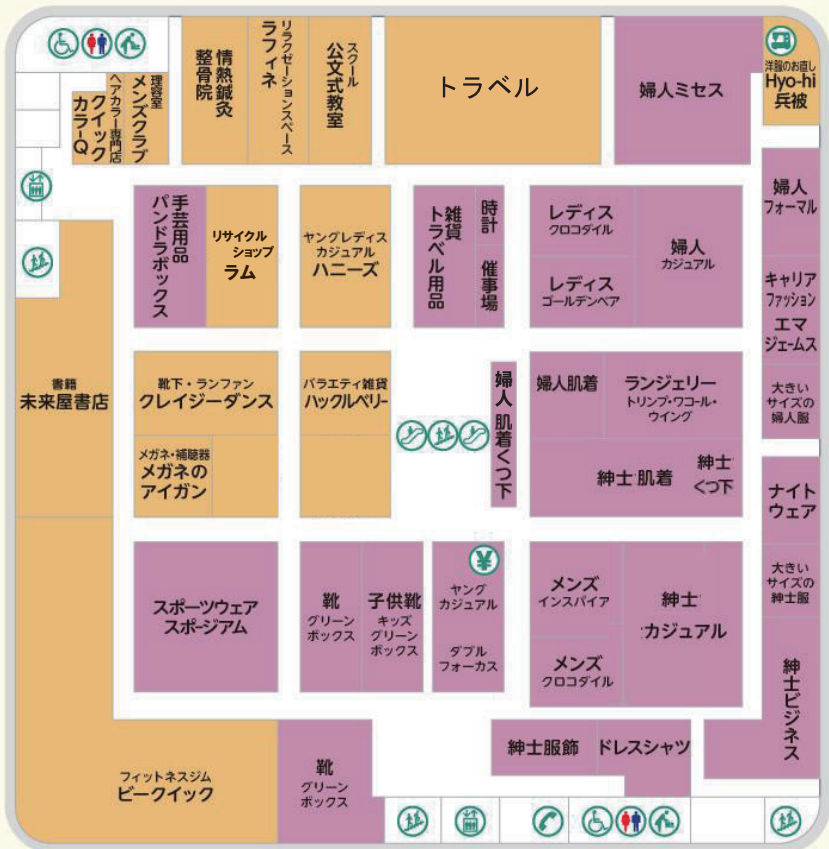 理容室
メンズクラブ
ヘアカラー専門店
クイック
カラーQ
情熱鍼灸
整骨院
リラクゼーションスペース
ラフィネ
スクール
公文式教室
トラベル
婦人ミセス
洋服のお直し
Hyo-hi
兵被
手芸用品
パンドラボックス
リサイクル
ショップ
ラム
ヤングレディス
カジュアル
ハニーズ
雑貨
トラベル用品
時計
催事場
レディス
クロコダイル
レディス
ゴールデンベア
婦人
カジュアル
婦人
フォーマル
キャリア
ファッション
エマ
ジェームス
大きい
サイズの
婦人服
書籍
未来屋書店
靴下・ランファン
クレイジーダンス
メガネ・補聴器
メガネの
アイガン
バラエティ雑貨
ハックルベリー
婦人 肌着くつ下
婦人肌着
ランジェリー
トリンプ・ワコール・
ウイング
紳士 肌着
紳士
くつ下
ナイト
ウェア
大きい
サイズの
紳士服
スポーツウェア
スポージアム
靴
グリーン
ボックス
子供靴
キッズ
グリーン
ボックス
¥
ヤング
カジュアル
ダブル
フォーカス
メンズ
インスパイア
メンズ
クロコダイル
紳士
カジュアル
紳士ビジネス
フィットネスジム
ビークイック
靴
グリーン
ボックス
紳士服飾
ドレスシャツ